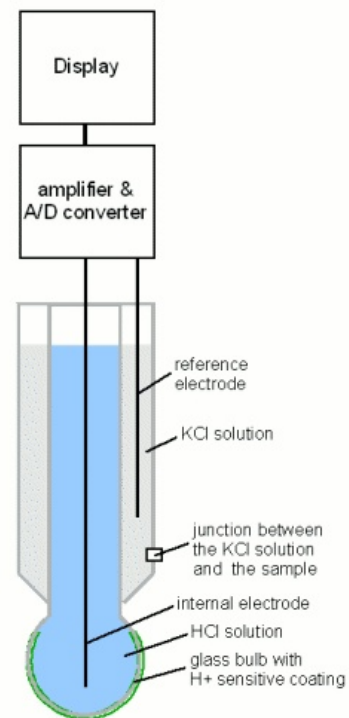 Display
amplifier &
A/D converter
reference
electrode
KCl solution
junction between
the KCl solution
and the sample
internal electrode
HCl solution
glass bulb with
H+ sensitive coating